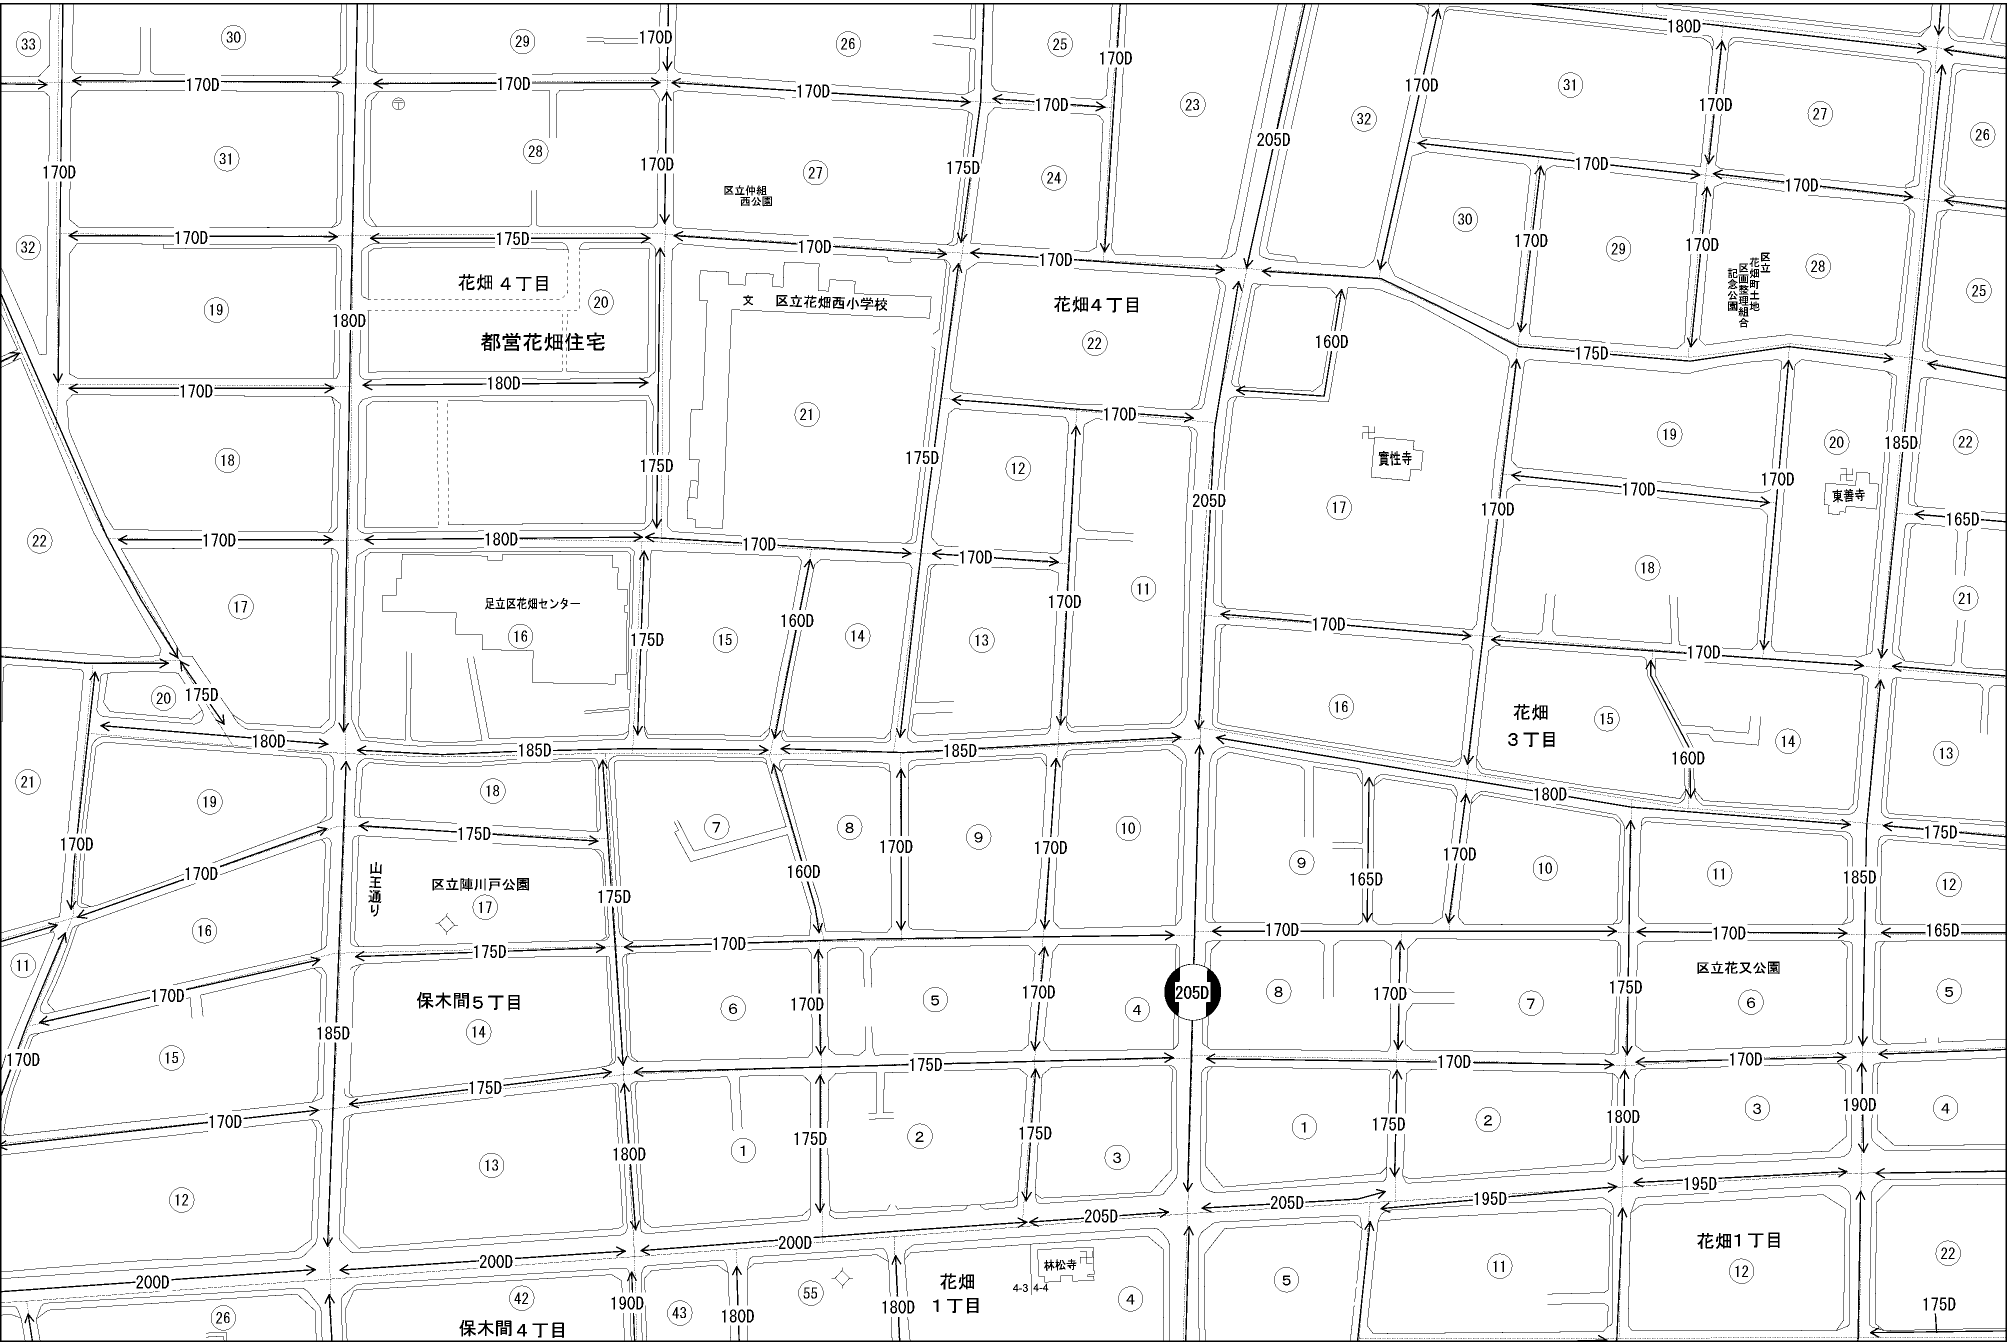 33
30
29
170D
26
25
170D
180D
31
170D
170D
170D
170D
170D
23
32
170D
170D
27
26
〒
31
170D
28
170D
区立仲組
西公園
27
175D
24
205D
170D
170D
30
32
170D
175D
170D
170D
170D
29
170D
区立
花畑町土地
区画整理組合
記念公園
28
25
19
花畑4丁目
20
文 区立花畑西小学校
花畑4丁目
180D
都営花畑住宅
22
160D
175D
170D
180D
21
170D
19
20
185D
22
18
175D
175D
12
實性寺
17
205D
170D
170D
170D
東善寺
165D
22
170D
180D
170D
170D
11
18
17
足立区花畑センター
16
175D
15
160D
14
13
170D
170D
21
170D
20
175D
16
花畑
3丁目
15
14
160D
13
180D
185D
185D
180D
21
19
18
7
8
9
10
175D
175D
170D
170D
山王通り
区立陣川戸公園
17
175D
160D
170D
170D
9
165D
170D
10
11
185D
12
16
175D
170D
170D
170D
165D
11
170D
保木間5丁目
14
185D
6
170D
5
170D
4
205D
8
170D
7
175D
区立花又公園
6
5
15
170D
175D
175D
170D
170D
170D
13
180D
1
175D
2
175D
3
1
175D
2
180D
3
190D
4
12
200D
200D
200D
205D
205D
195D
195D
26
42
保木間4丁目
190D
43
180D
55
180D
花畑
1丁目
林松寺
4-3
4-4
4
5
11
花畑1丁目
12
22
175D